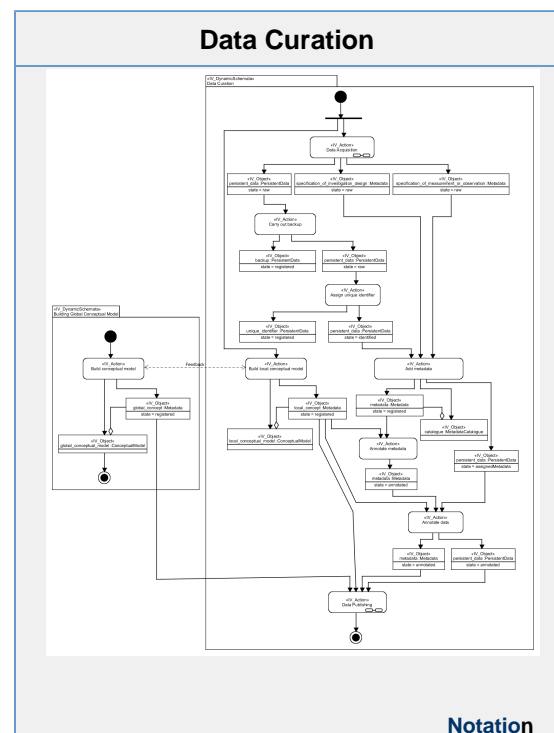 Data Curation
«IV_DynamicSchemata»
Data Curation
«IV_Action»
Data Acquisition
«IV_Object»
persistent_data :PersistentData
state = raw
«IV_Object»
specification_of_investigation_design :Metadata
state = raw
«IV_Object»
specification_of_measurement_or_observation :Metadata
state = raw
«IV_Action»
Carry out backup
«IV_Object»
backup :PersistentData
state = registered
«IV_Object»
persistent_data :PersistentData
state = raw
«IV_Action»
Assign unique identifier
«IV_Object»
unique_identifier :PersistentData
state = registered
«IV_Object»
persistent_data :PersistentData
state = identified
«IV_DynamicSchemata»
Building Global Conceptual Model
«IV_Action»
Build conceptual model
Feedback
«IV_Action»
Build local conceptual model
«IV_Action»
Add metadata
«IV_Object»
global_concept :Metadata
state = registered
«IV_Object»
local_concept :Metadata
state = registered
«IV_Object»
metadata :Metadata
state = registered
«IV_Object»
catalogue :MetadataCatalogue
«IV_Object»
global_conceptual_model :ConceptualModel
«IV_Object»
local_conceptual_model :ConceptualModel
«IV_Action»
Annotate metadata
«IV_Object»
persistent_data :PersistentData
state = assignedMetadata
«IV_Object»
metadata :Metadata
state = annotated
«IV_Action»
Annotate data
«IV_Object»
metadata :Metadata
state = annotated
«IV_Object»
persistent_data :PersistentData
state = annotated
«IV_Action»
Data Publishing
Notation